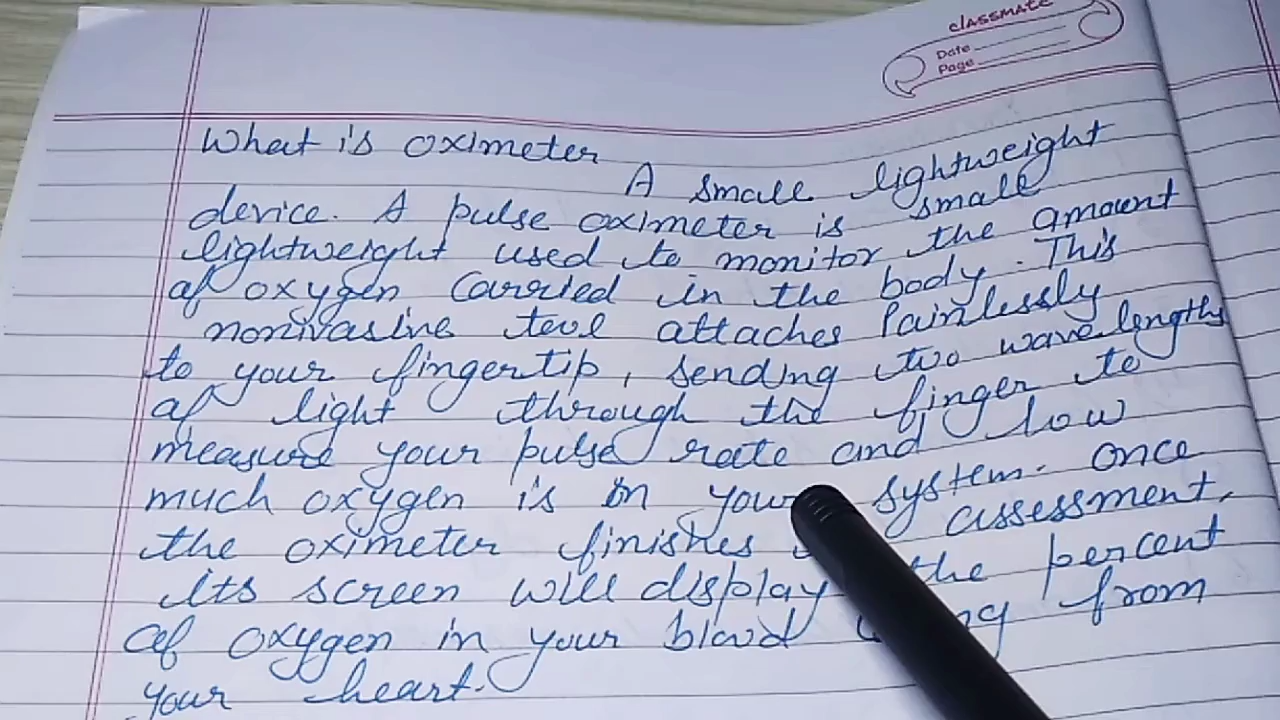 classmate
Date
Page
What is oximeter
A small lightweight
device. A pulse oximeter is small
lightweight used to monitor the amount
of oxygen carried in the body. This
nonivasine tool attaches Painlessly
to your fingertip, sending two wavelengths
of light through the finger to
measure your pulse rate and how
much oxygen is in your system. Once
the oximeter finishes assessment,
its screen will display the percent
of oxygen in your blood from
your heart.